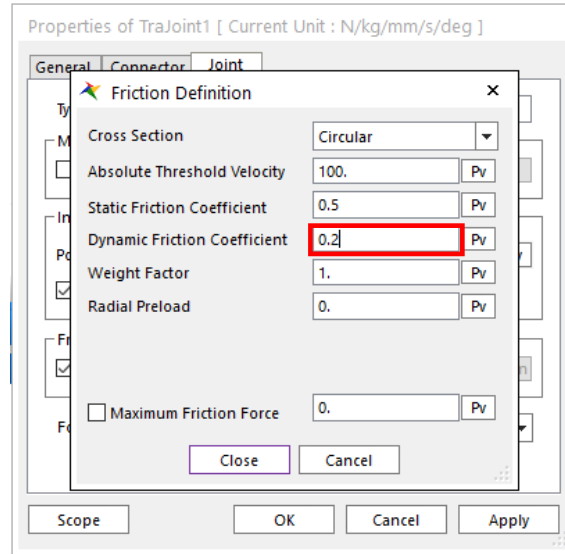 Properties of TraJoint1 [ Current Unit : N/kg/mm/s/deg ]
General Connector Joint
Friction Definition
Cross Section Circular
Absolute Threshold Velocity 100. Pv
Static Friction Coefficient 0.5 Pv
Dynamic Friction Coefficient 0.2 Pv
Weight Factor 1. Pv
Radial Preload 0. Pv
Maximum Friction Force 0. Pv
Close Cancel
Scope OK Cancel Apply